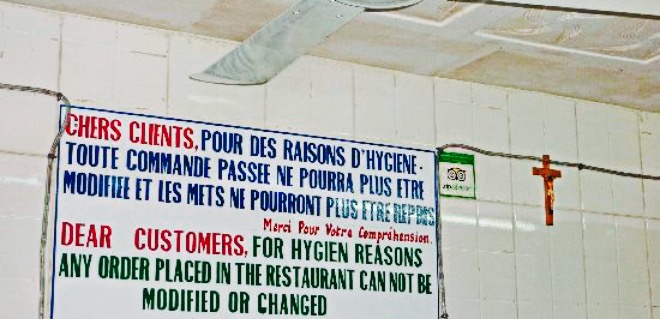 CHERS CLIENTS, POUR DES RAISONS D'HYGIENE.
TOUTE COMMANDE PASSEE NE POURRA PLUS ETRE
MODIFIEE ET LES METS NE POURRONT PLUS ETRE REPRIS
Merci Pour Votre Compréhension.
DEAR CUSTOMERS, FOR HYGIEN REASONS
ANY ORDER PLACED IN THE RESTAURANT CAN NOT BE
MODIFIED OR CHANGED